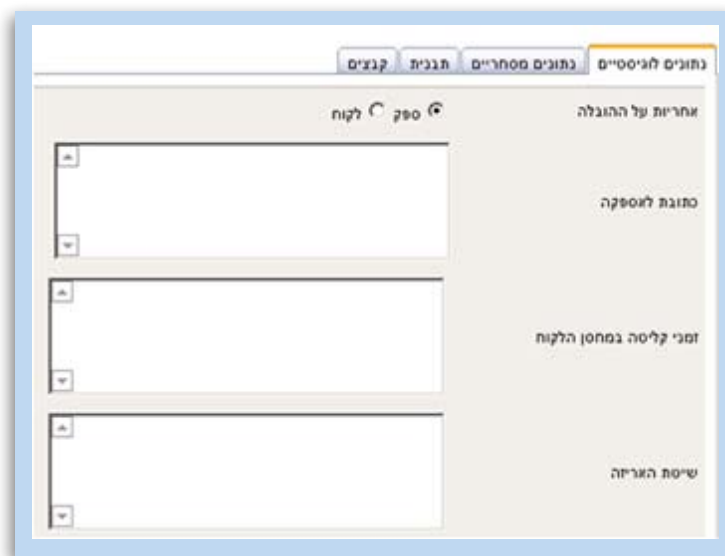 נתונים לוגיסטיים נתונים מסחריים תבנית קבצים
אחריות על ההובלה ספק לקוח
כתובת לאספקה
זמני קליטה במחסן הלקוח
שיטת האריזה